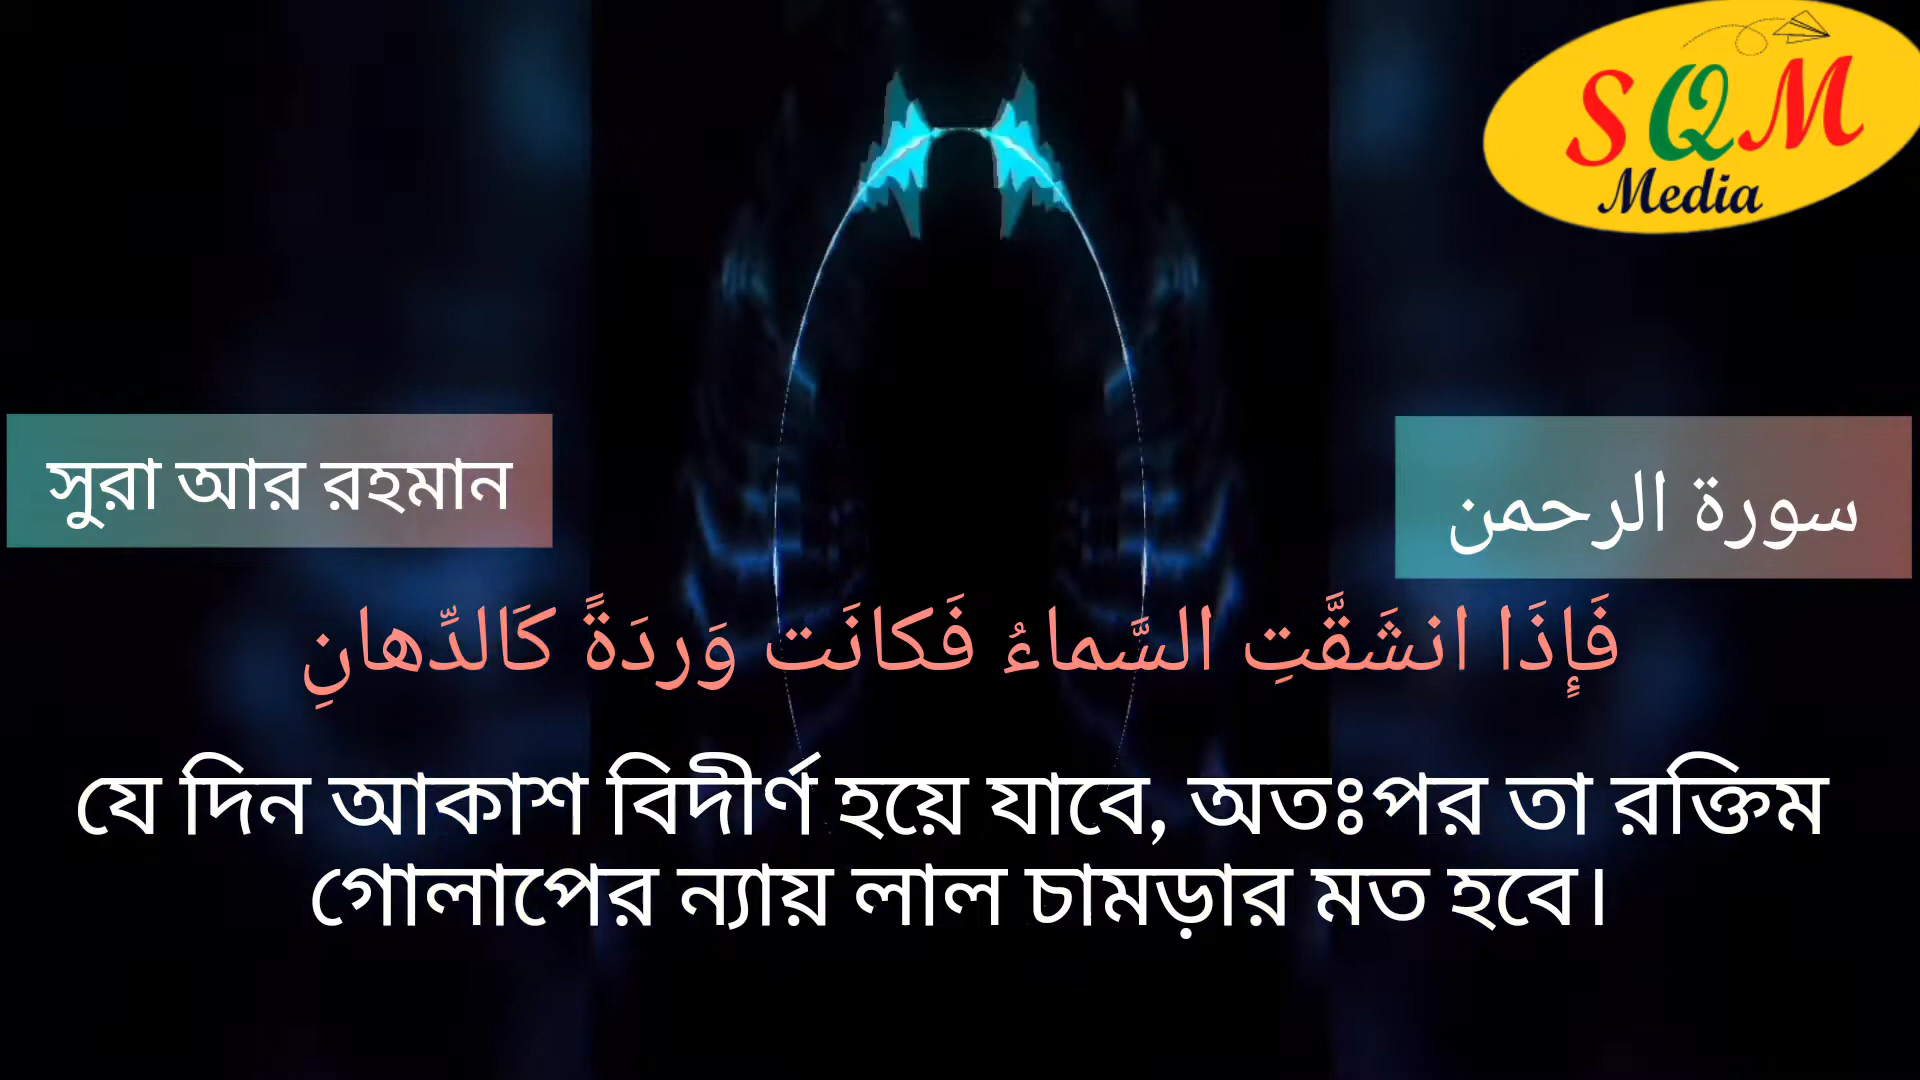 SQM
Media
সুরা আর রহমান
سورة الرحمن
فَإِذَا انشَقَّتِ السَّماءُ فَكانَت وَردَةً كَالدِّهانِ
যে দিন আকাশ বিদীর্ণ হয়ে যাবে, অতঃপর তা রক্তিম
গোলাপের ন্যায় লাল চামড়ার মত হবে।